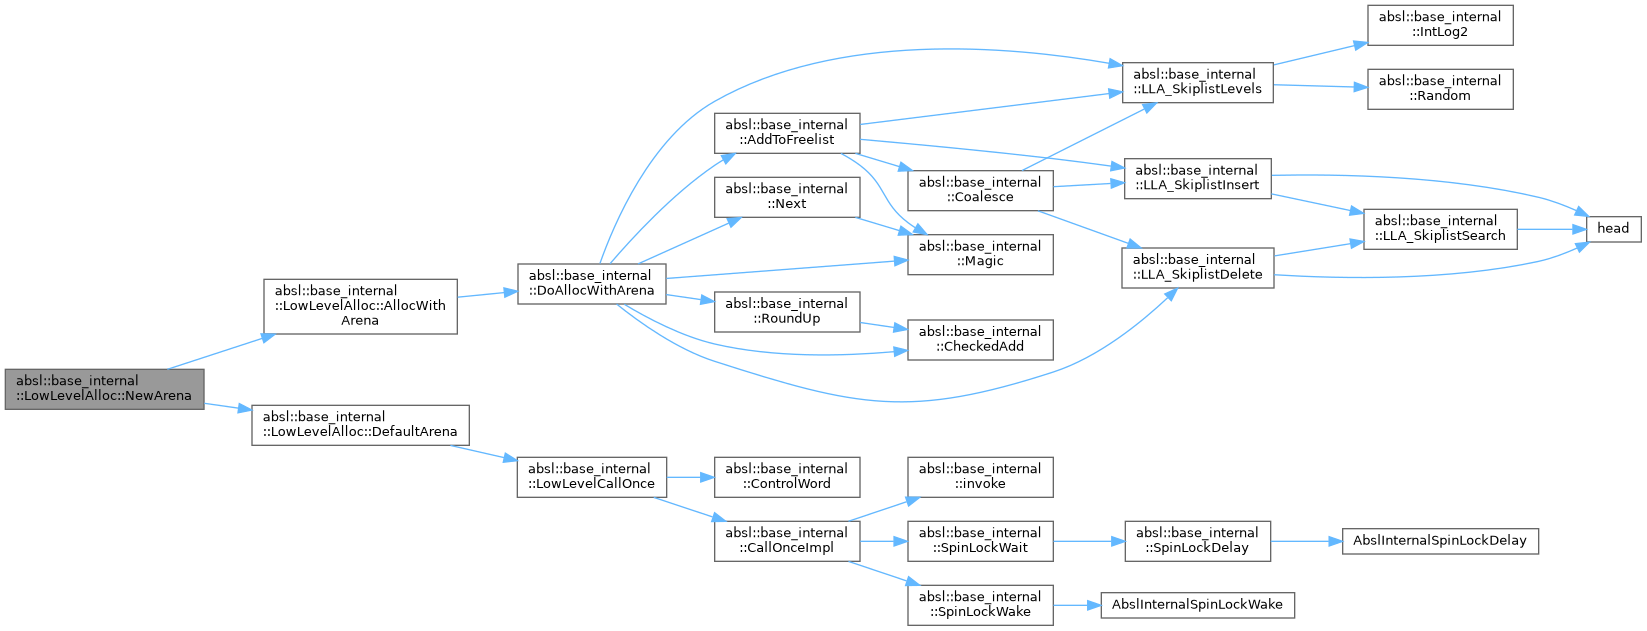 absl::base_internal
::LowLevelAlloc::NewArena
absl::base_internal
::LowLevelAlloc::AllocWith
Arena
absl::base_internal
::LowLevelAlloc::DefaultArena
absl::base_internal
::DoAllocWithArena
absl::base_internal
::LowLevelCallOnce
absl::base_internal
::AddToFreelist
absl::base_internal
::Next
absl::base_internal
::RoundUp
absl::base_internal
::ControlWord
absl::base_internal
::CallOnceImpl
absl::base_internal
::Coalesce
absl::base_internal
::Magic
absl::base_internal
::CheckedAdd
absl::base_internal
::invoke
absl::base_internal
::SpinLockWait
absl::base_internal
::SpinLockWake
absl::base_internal
::LLA_SkiplistLevels
absl::base_internal
::LLA_SkiplistInsert
absl::base_internal
::LLA_SkiplistDelete
absl::base_internal
::SpinLockDelay
AbslInternalSpinLockWake
absl::base_internal
::IntLog2
absl::base_internal
::Random
absl::base_internal
::LLA_SkiplistSearch
AbslInternalSpinLockDelay
head